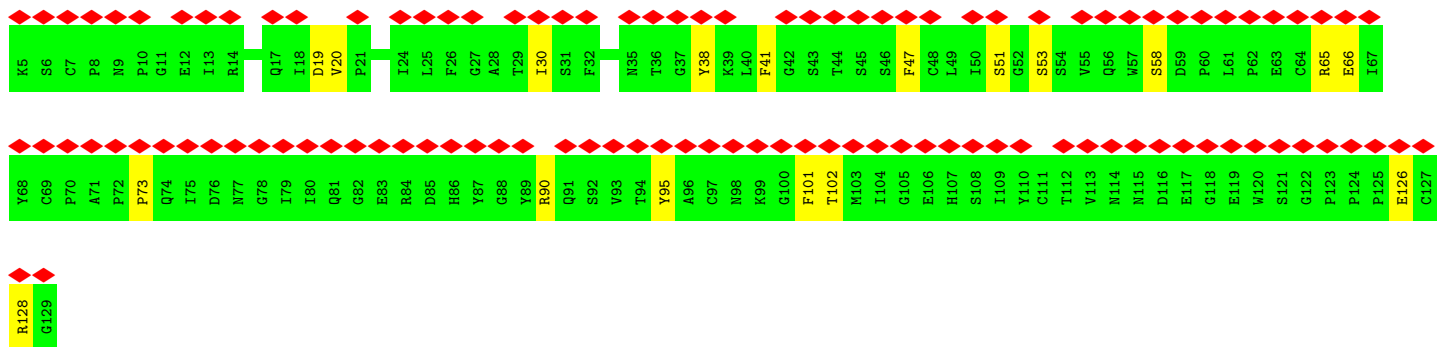 K5 S6 C7 P8 N9 P10 G11 E12 I13 R14 Q17 I18 D19 V20 P21 I24 L25 F26 G27 A28 T29 I30 S31 F32 N35 T36 G37 Y38 K39 L40 F41 G42 S43 T44 S45 S46 F47 C48 L49 I50 S51 G52 S53 S54 V55 Q56 W57 S58 D59 P60 L61 P62 E63 C64 R65 E66 I67
Y68 C69 P70 A71 P72 P73 Q74 I75 D76 N77 G78 I79 I80 Q81 G82 E83 R84 D85 H86 Y87 G88 Y89 R90 Q91 S92 V93 T94 Y95 A96 C97 N98 K99 G100 F101 T102 M103 I104 G105 E106 H107 S108 I109 Y110 C111 T112 V113 N114 N115 D116 E117 G118 E119 W120 S121 G122 P123 P124 P125 E126 C127
R128 G129